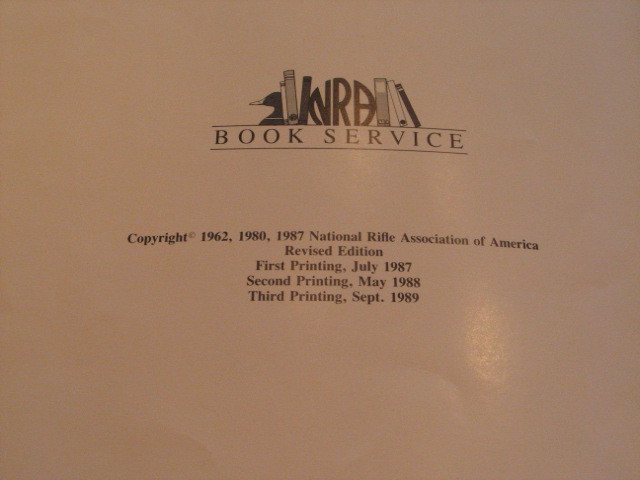 NRA
BOOK SERVICE
Copyright© 1962, 1980, 1987 National Rifle Association of America
Revised Edition
First Printing, July 1987
Second Printing, May 1988
Third Printing, Sept. 1989